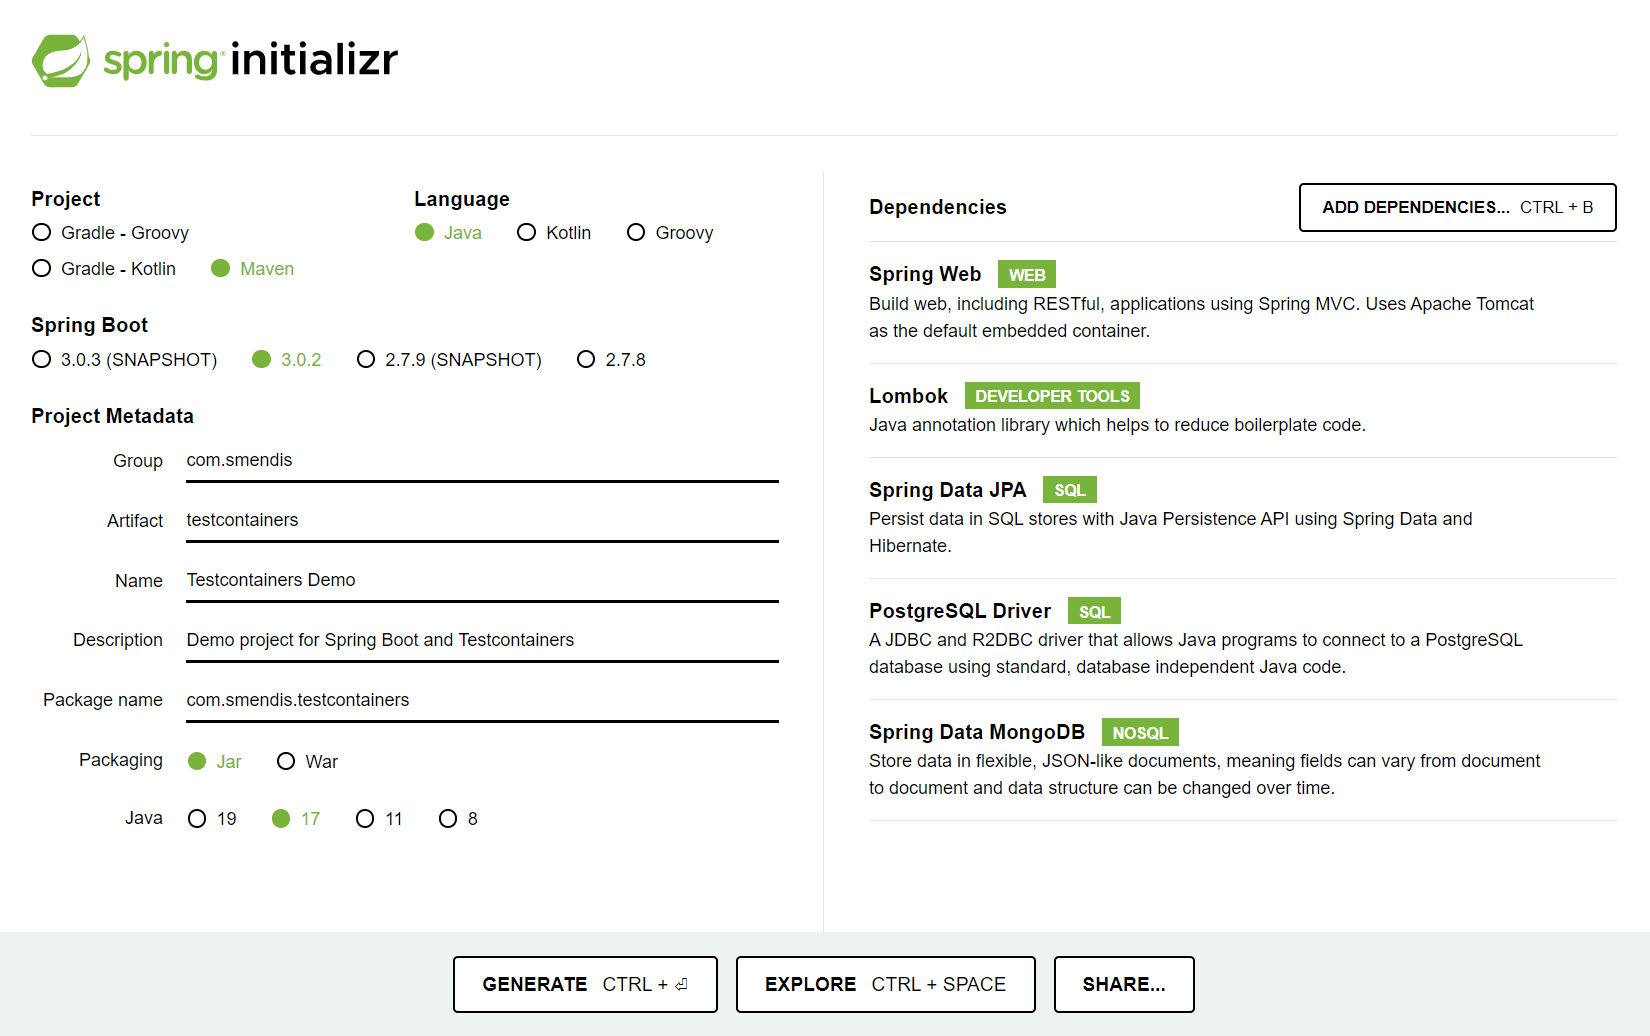 spring initializr
Project
Gradle - Groovy
Gradle - Kotlin Maven
Language
Java Kotlin Groovy
Spring Boot
3.0.3 (SNAPSHOT) 3.0.2 2.7.9 (SNAPSHOT) 2.7.8
Project Metadata
Group com.smendis
Artifact testcontainers
Name Testcontainers Demo
Description Demo project for Spring Boot and Testcontainers
Package name com.smendis.testcontainers
Packaging Jar War
Java 19 17 11 8
Dependencies
ADD DEPENDENCIES... CTRL + B
Spring Web WEB
Build web, including RESTful, applications using Spring MVC. Uses Apache Tomcat
as the default embedded container.
Lombok DEVELOPER TOOLS
Java annotation library which helps to reduce boilerplate code.
Spring Data JPA SQL
Persist data in SQL stores with Java Persistence API using Spring Data and
Hibernate.
PostgreSQL Driver SQL
A JDBC and R2DBC driver that allows Java programs to connect to a PostgreSQL
database using standard, database independent Java code.
Spring Data MongoDB NOSQL
Store data in flexible, JSON-like documents, meaning fields can vary from document
to document and data structure can be changed over time.
GENERATE CTRL + ⏎
EXPLORE CTRL + SPACE
SHARE...